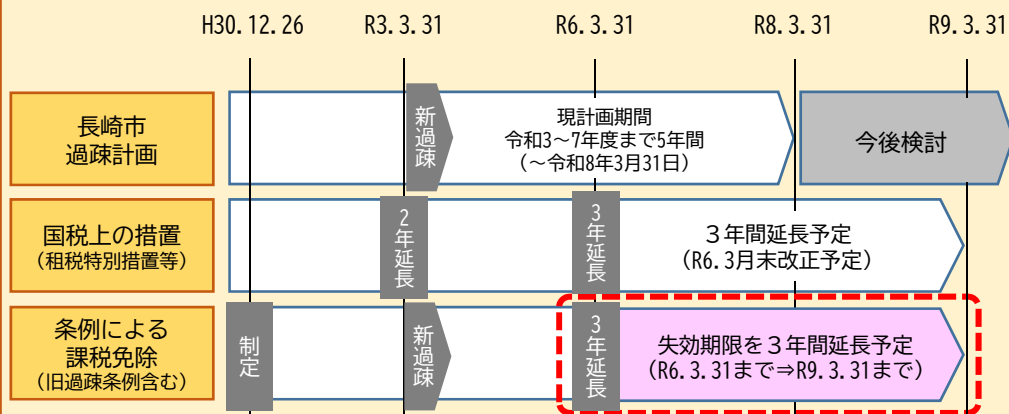 H30.12.26 R3.3.31 R6.3.31 R8.3.31 R9.3.31
長崎市
過疎計画
新過疎
現計画期間
令和3～7年度まで5年間
（～令和8年3月31日）
今後検討
国税上の措置
（租税特別措置等）
2年延長
3年延長
３年間延長予定
（R6.3月末改正予定）
条例による
課税免除
（旧過疎条例含む）
制定
新過疎
3年延長
失効期限を３年間延長予定
（R6.3.31まで⇒R9.3.31まで）